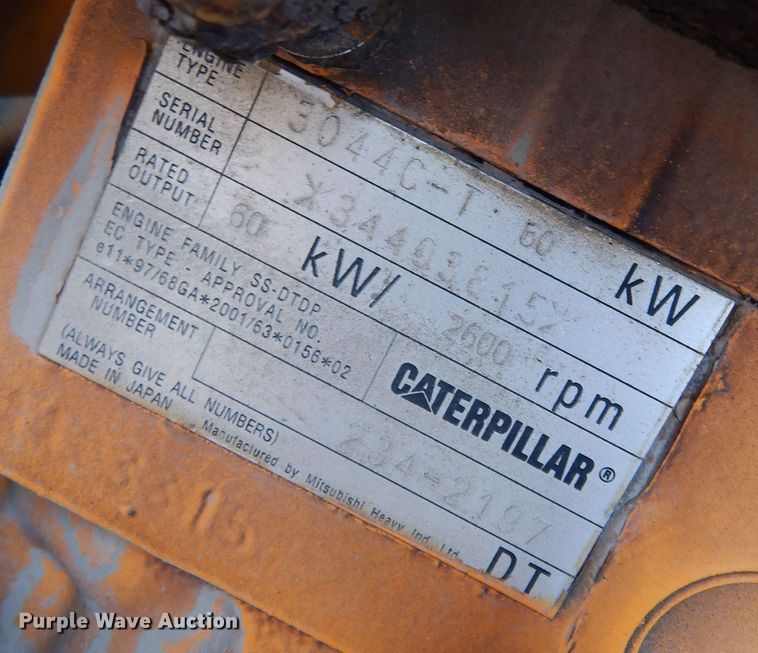 ENGINE TYPE 3044C-T 60 kW
SERIAL NUMBER
RATED OUTPUT 60 kW/ 2600 rpm
ENGINE FAMILY SS-DTDP
EC TYPE - APPROVAL NO.
e11*97/68GA*2001/63*0156*02
CATERPILLAR®
ARRANGEMENT NUMBER 234-2197
(ALWAYS GIVE ALL NUMBERS)
MADE IN JAPAN Manufactured by Mitsubishi Heavy Ind. Ltd. DT
Purple Wave Auction